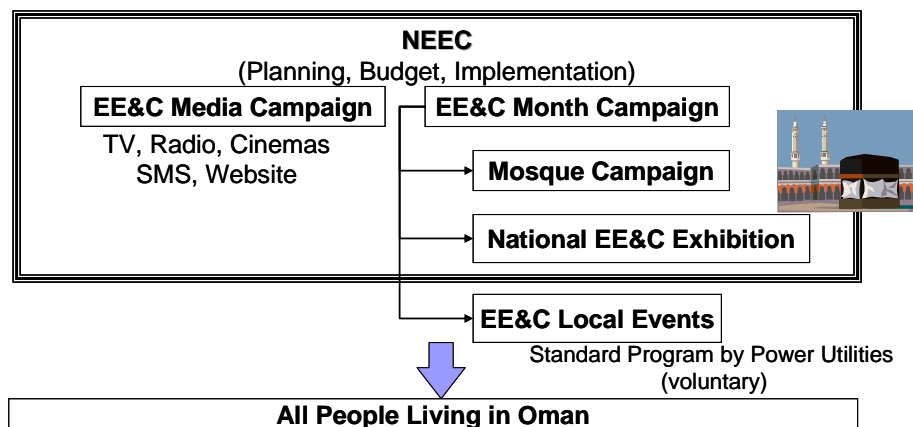 NEEC
(Planning, Budget, Implementation)
EE&C Media Campaign
TV, Radio, Cinemas
SMS, Website
EE&C Month Campaign
Mosque Campaign
National EE&C Exhibition
EE&C Local Events
Standard Program by Power Utilities
(voluntary)
All People Living in Oman